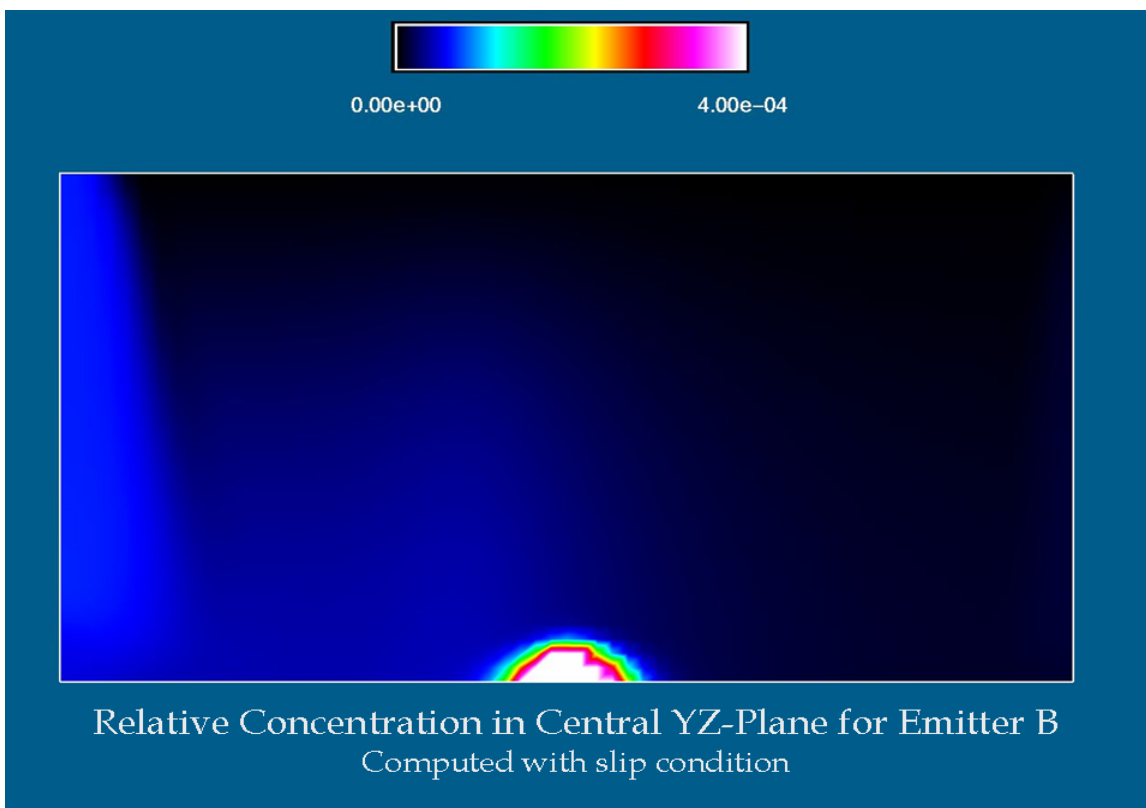 0.00e+00 4.00e−04
Relative Concentration in Central YZ-Plane for Emitter B
Computed with slip condition